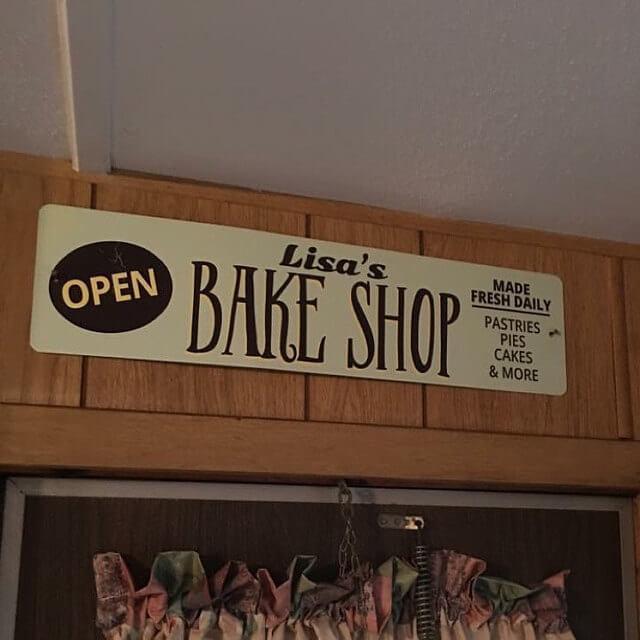 OPEN
Lisa's
BAKE SHOP
MADE
FRESH DAILY
PASTRIES
PIES
CAKES
& MORE